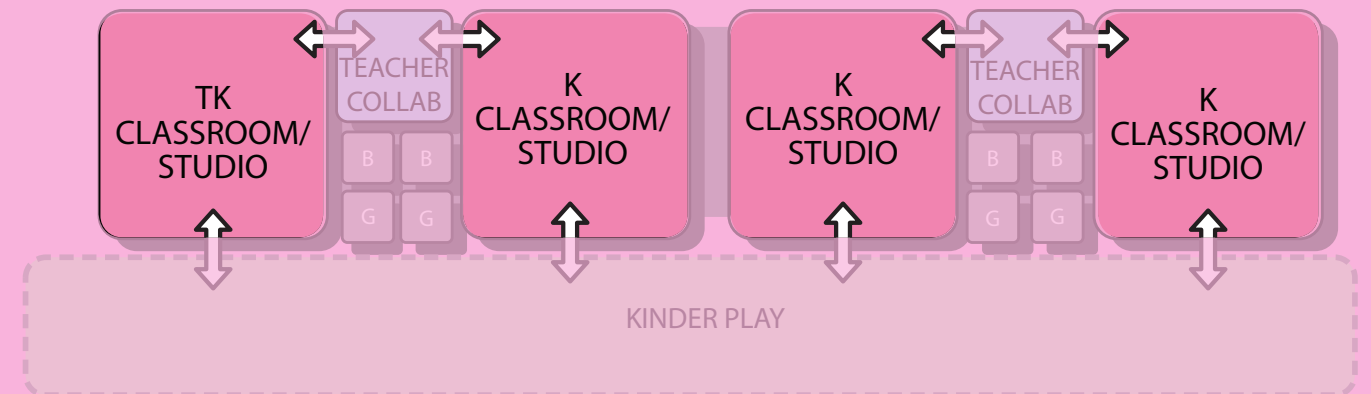 TK
CLASSROOM/
STUDIO
TEACHER
COLLAB
B B
G G
K
CLASSROOM/
STUDIO
K
CLASSROOM/
STUDIO
TEACHER
COLLAB
B B
G G
K
CLASSROOM/
STUDIO
KINDER PLAY